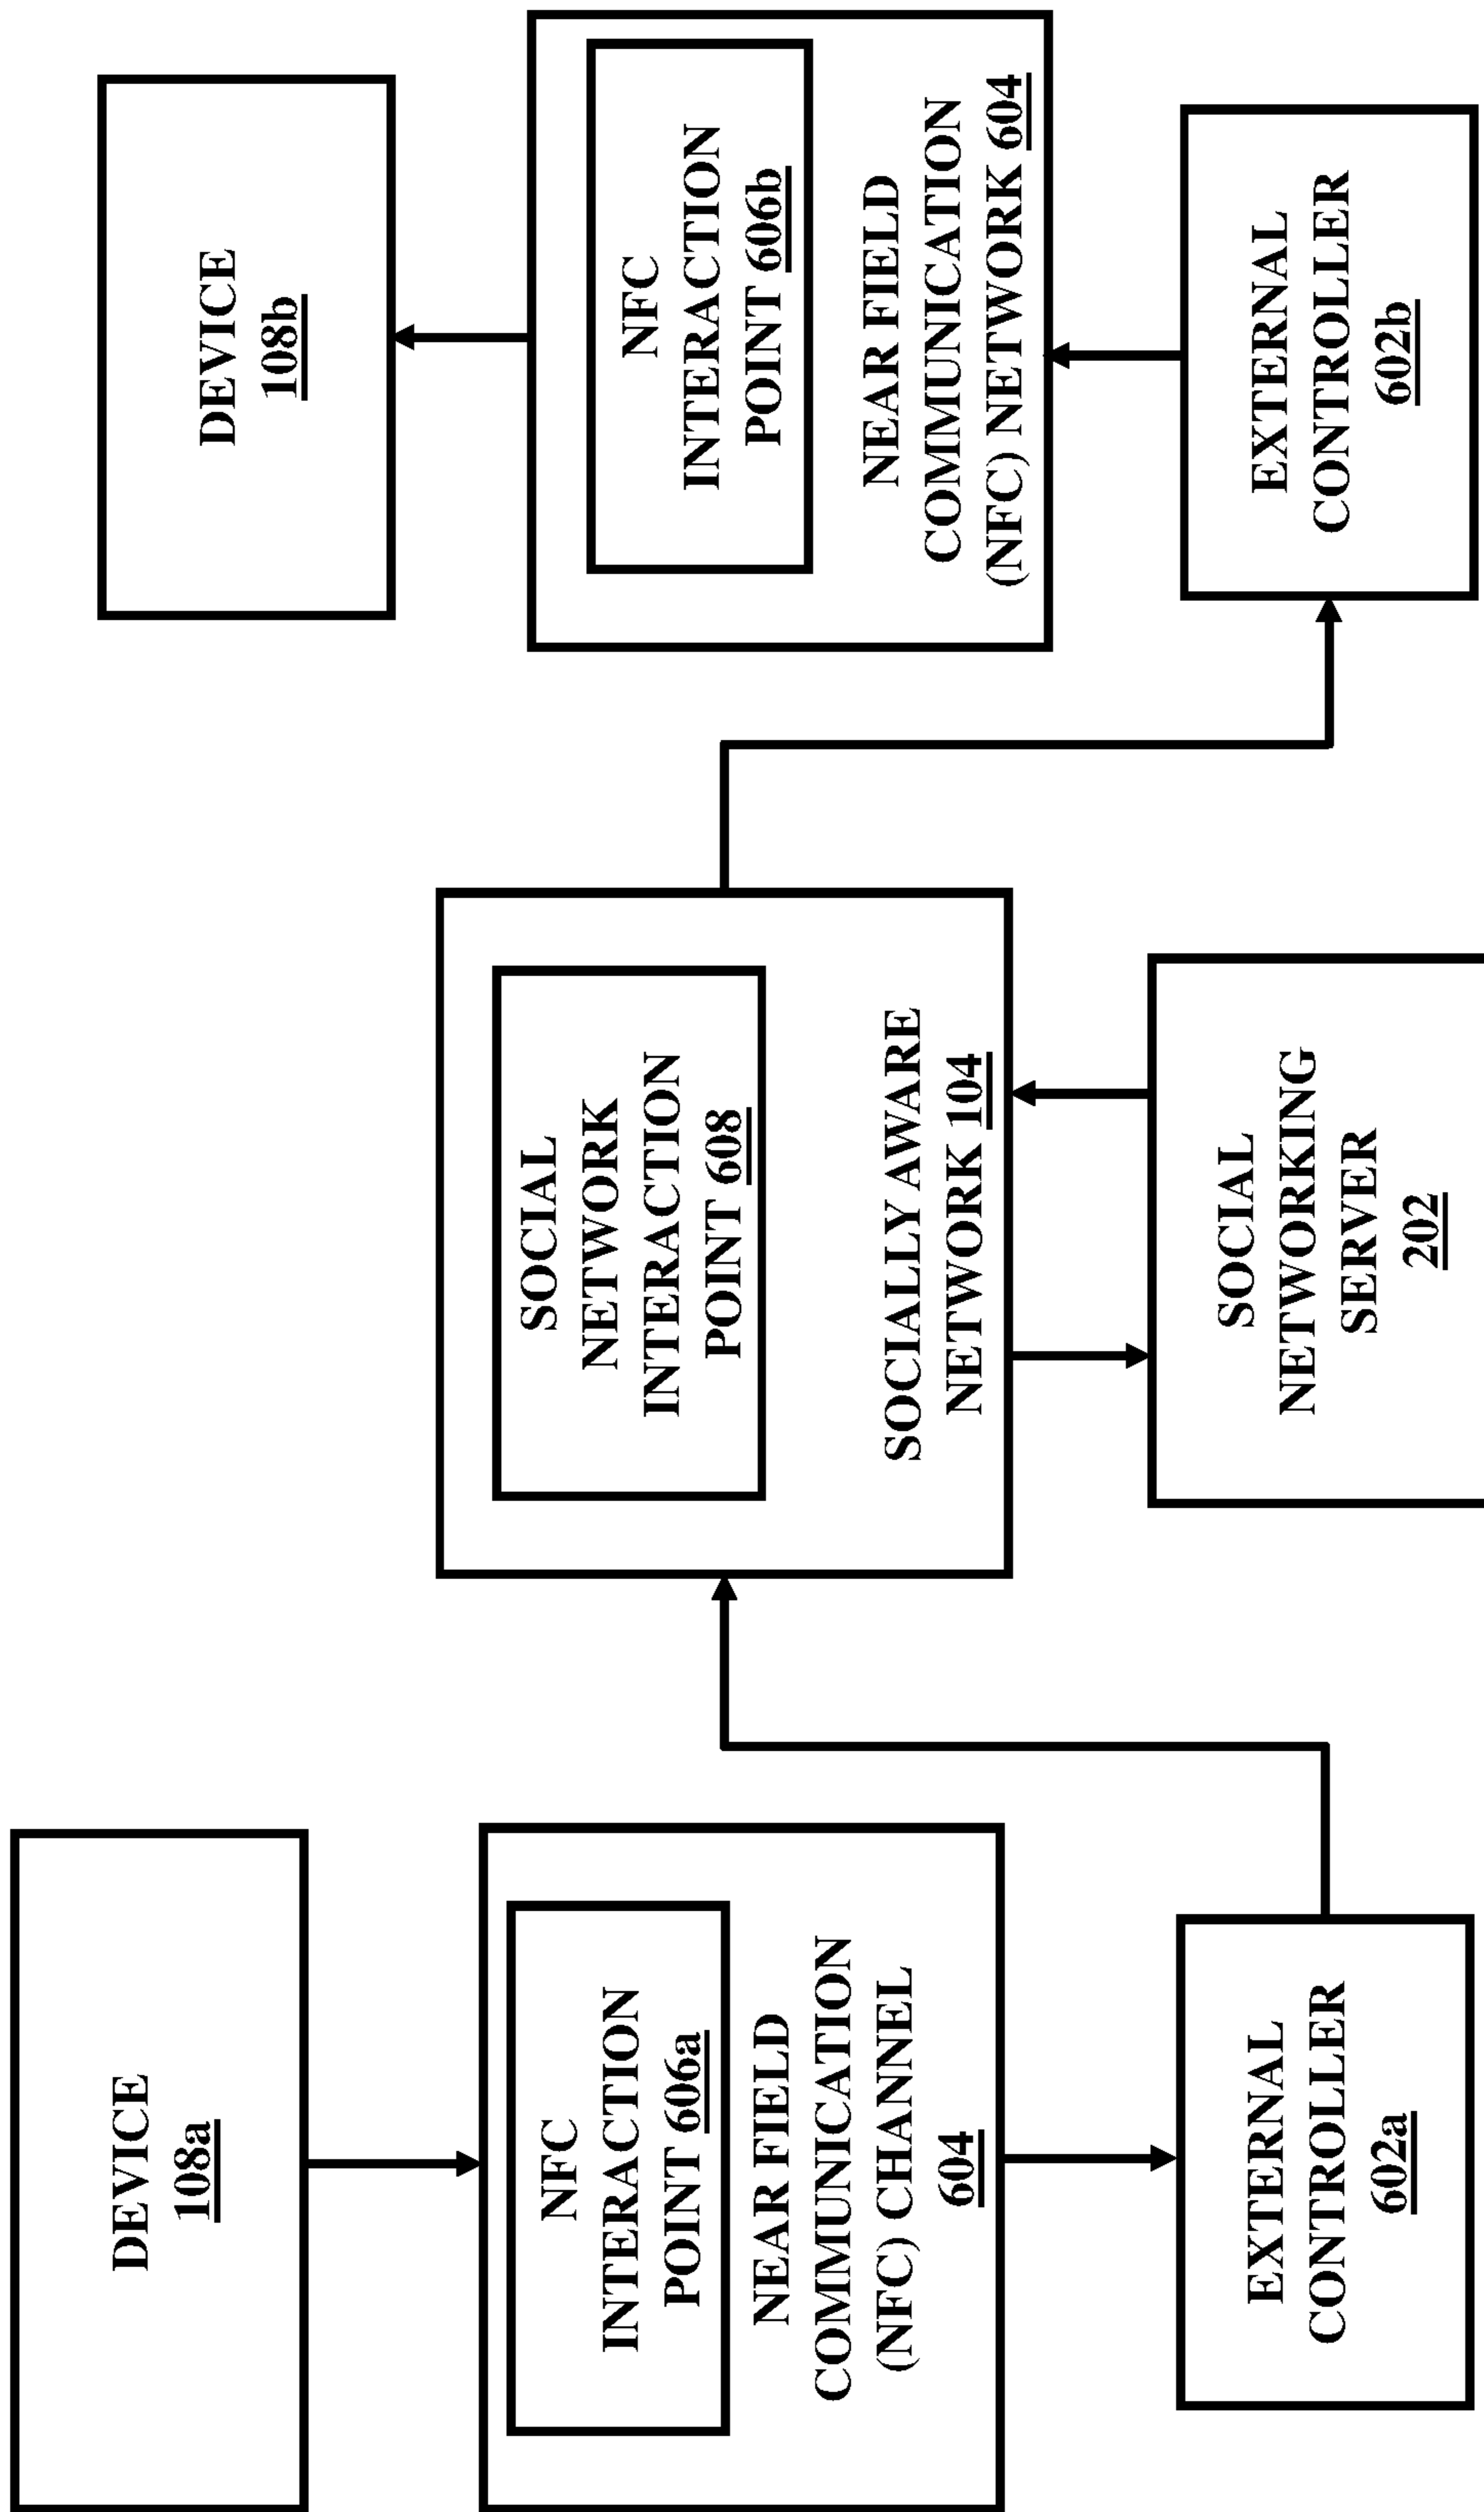 DEVICE
108a
NFC
INTERACTION
POINT 606a
NEAR FIELD
COMMUNICATION
(NFC) CHANNEL
604
EXTERNAL
CONTROLLER
602a
SOCIAL
NETWORK
INTERACTION
POINT 608
SOCIALLY AWARE
NETWORK 104
SOCIAL
NETWORKING
SERVER
202
DEVICE
108b
NFC
INTERACTION
POINT 606b
NEAR FIELD
COMMUNICATION
(NFC) NETWORK 604
EXTERNAL
CONTROLLER
602b